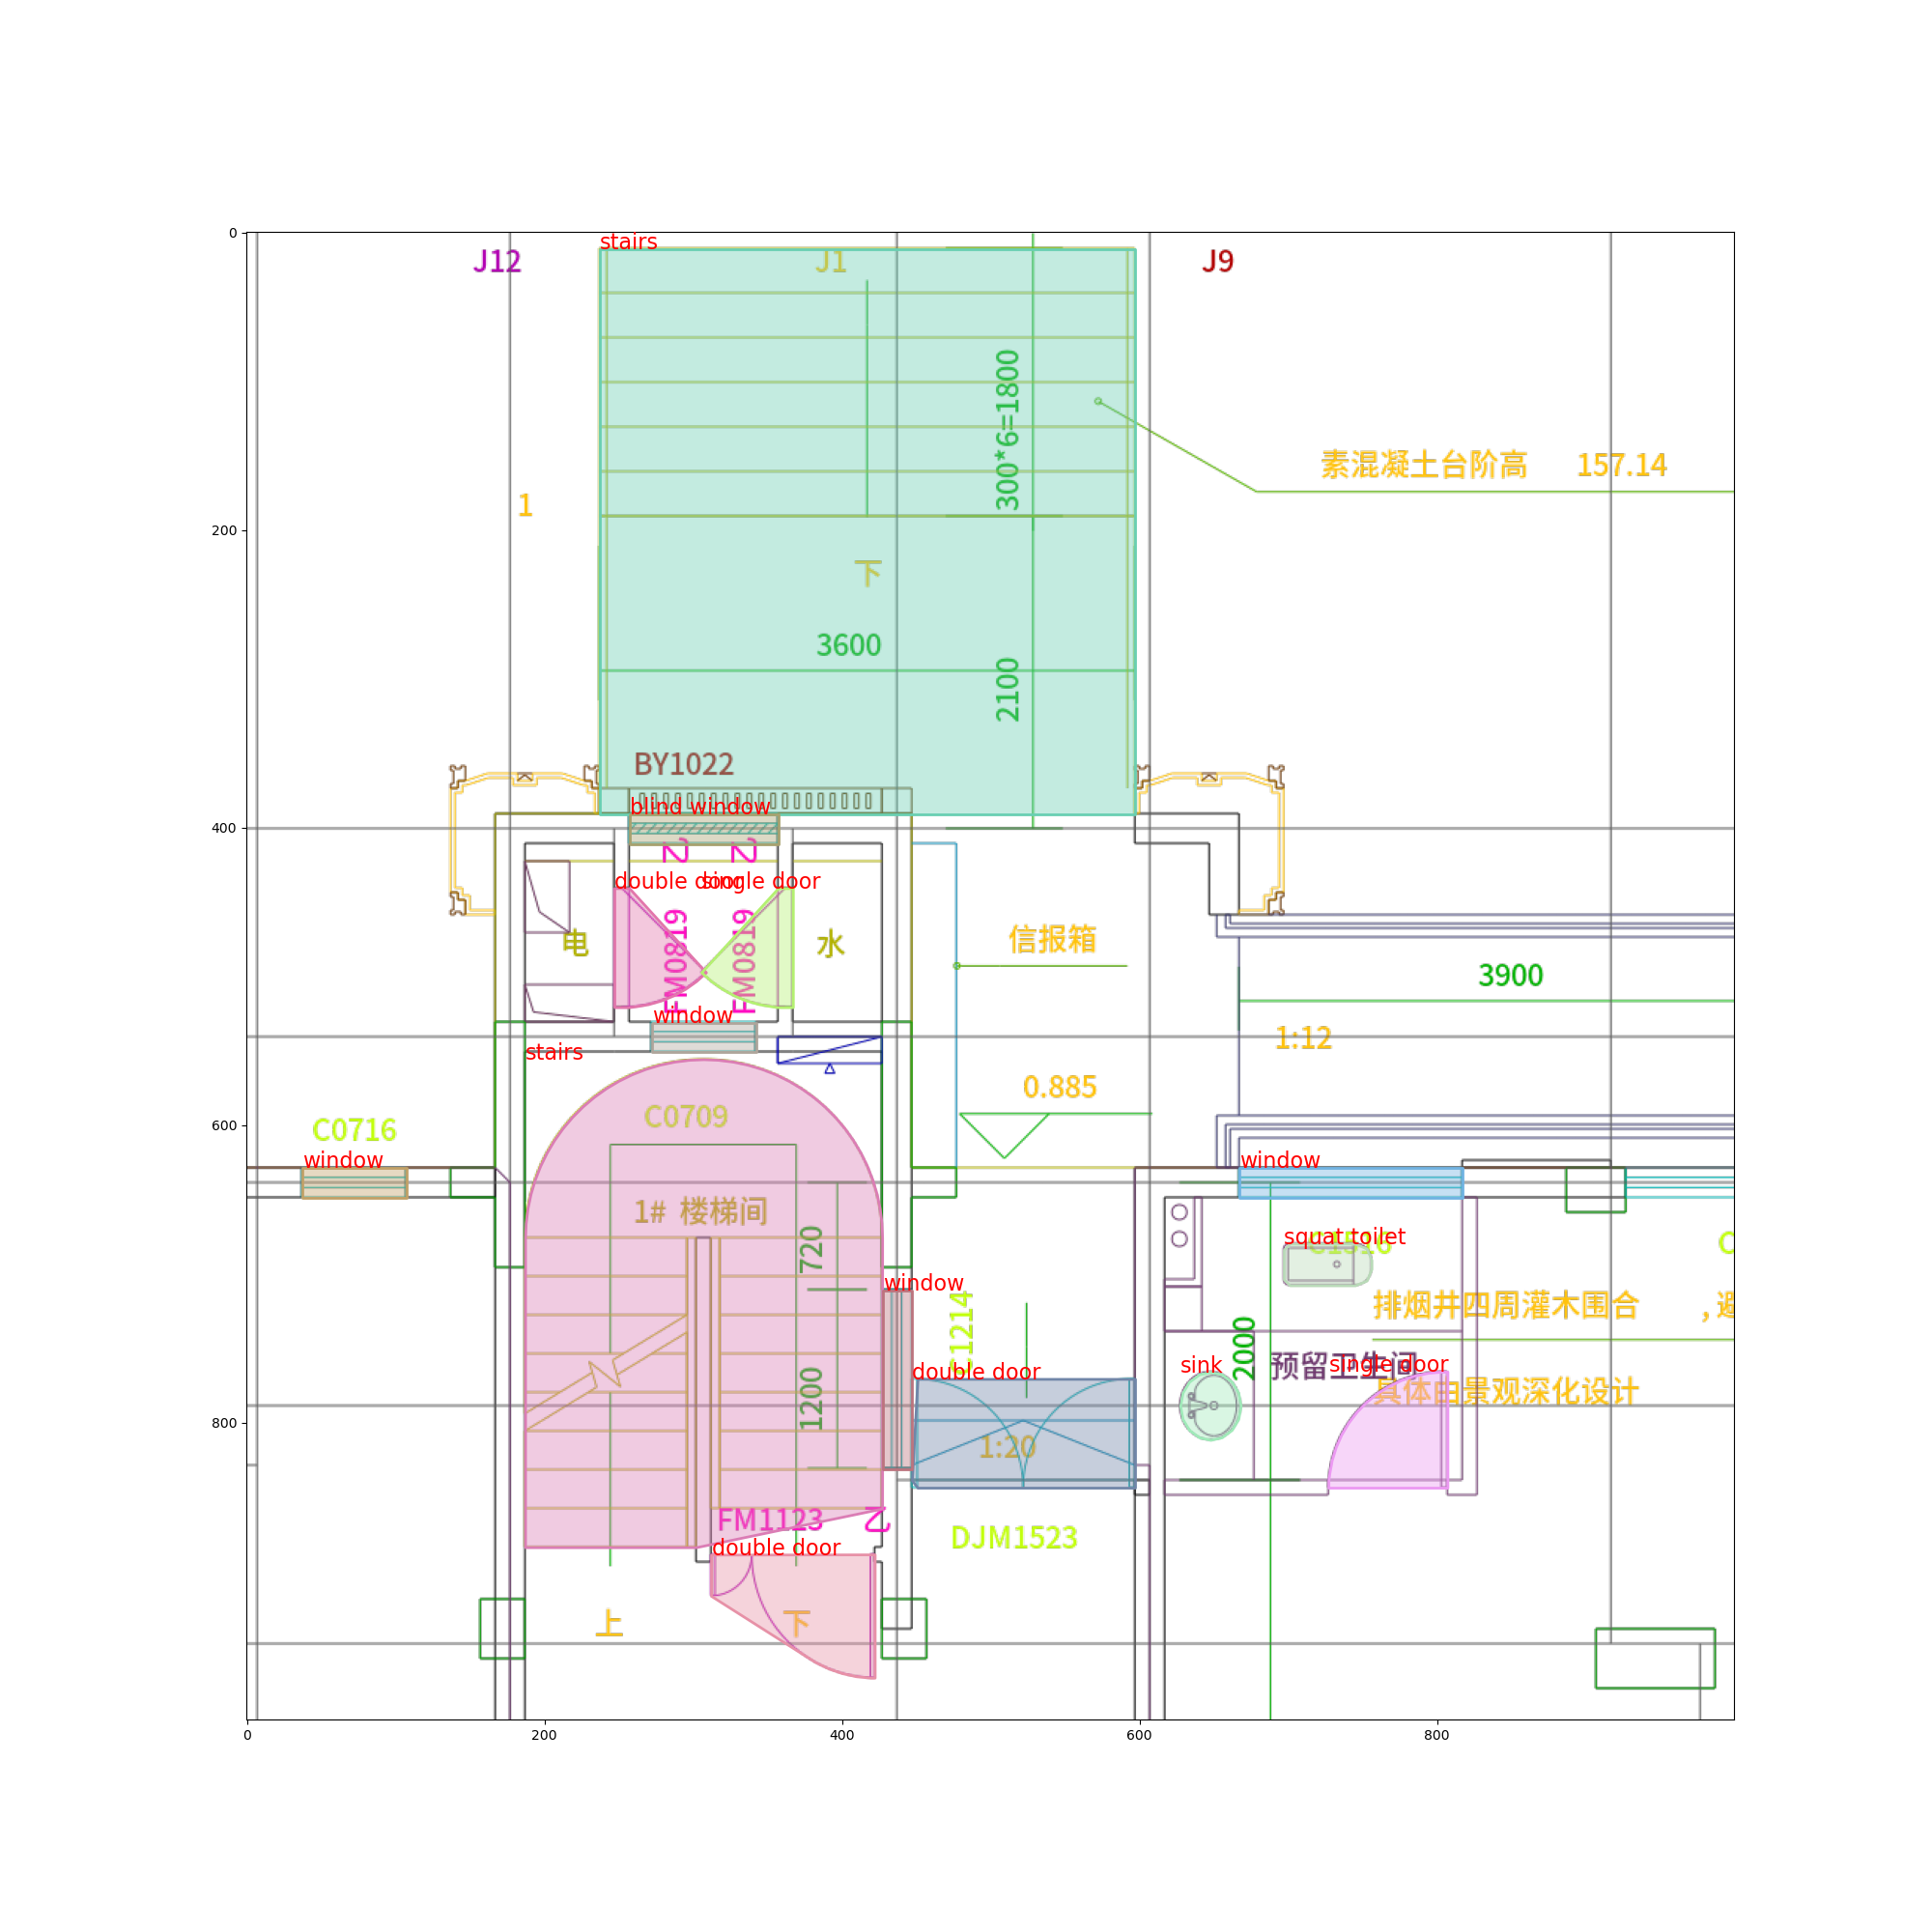 0
stairs
J12
J1
J9
300*6=1800
素混凝土台阶高 157.14
1
200
下
3600
2100
BY1022
blind window
400
乙 乙
double door
single door
电
FM0819
FM0819
水
信报箱
3900
window
1:12
stairs
0.885
C0709
C0716
600
window
window
1# 楼梯间
720
squat toilet
C1516
C
window
C1214
排烟井四周灌木围合 ,避
2000
double door
sink
预留卫生间
single door
具体由景观深化设计
1200
800
1:20
FM1123 乙
DJM1523
double door
上
下
0
200
400
600
800